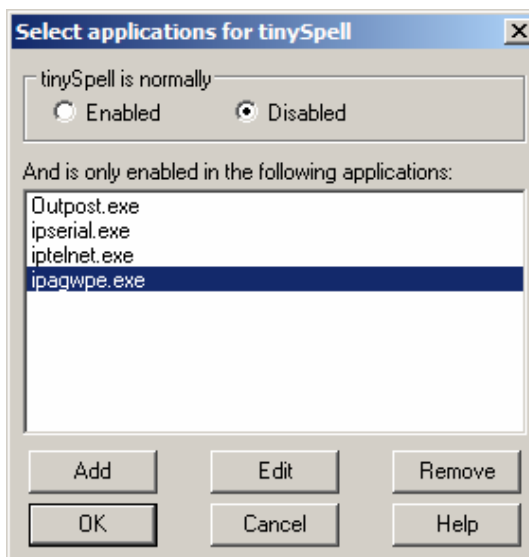 Select applications for tinySpell
tinySpell is normally
Enabled Disabled
And is only enabled in the following applications:
Outpost.exe
ipserial.exe
iptelnet.exe
ipagwpe.exe
Add Edit Remove
OK Cancel Help